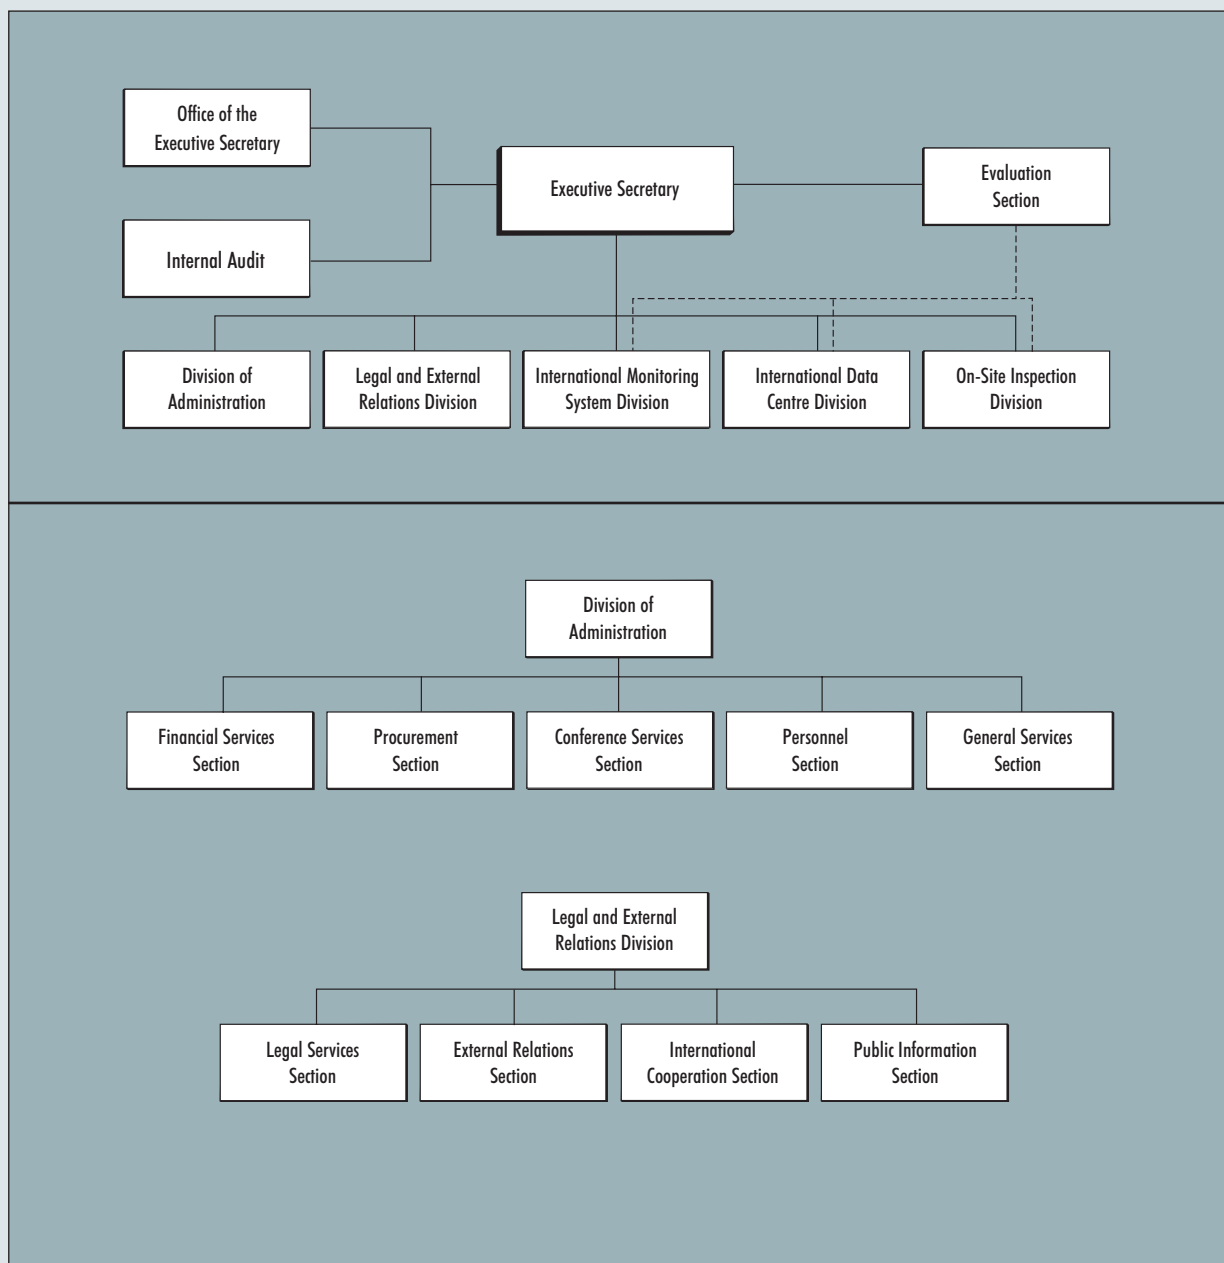 Office of the
Executive Secretary
Executive Secretary
Evaluation
Section
Internal Audit
Division of
Administration
Legal and External
Relations Division
International Monitoring
System Division
International Data
Centre Division
On-Site Inspection
Division
Division of
Administration
Financial Services
Section
Procurement
Section
Conference Services
Section
Personnel
Section
General Services
Section
Legal and External
Relations Division
Legal Services
Section
External Relations
Section
International
Cooperation Section
Public Information
Section